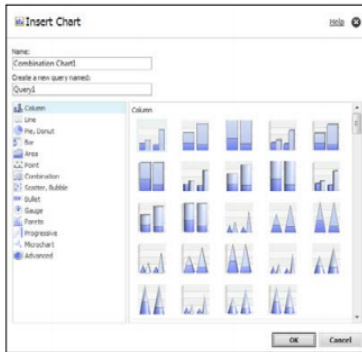 Insert Chart
Help
Name:
Combination Chart1
Create a new query named:
Query1
Column
Line
Pie, Donut
Bar
Area
Point
Combination
Scatter, Bubble
Bullet
Gauge
Pareto
Progressive
Microchart
Advanced
Column
OK
Cancel